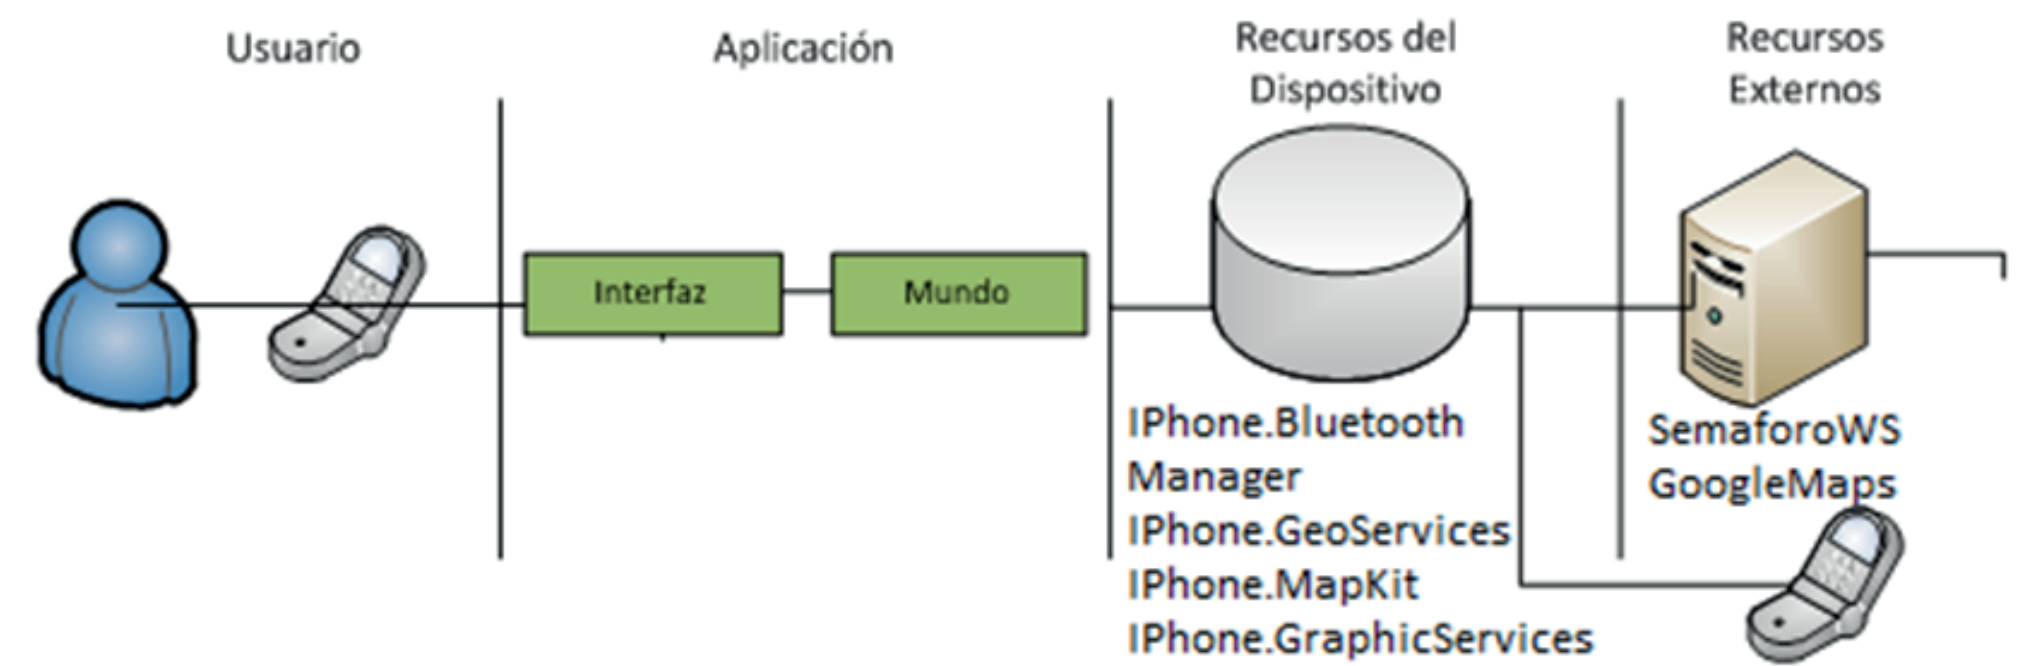 Usuario
Aplicación
Recursos del
Dispositivo
Recursos
Externos
Interfaz
Mundo
IPhone.Bluetooth
Manager
IPhone.GeoServices
IPhone.MapKit
IPhone.GraphicServices
SemaforoWS
GoogleMaps